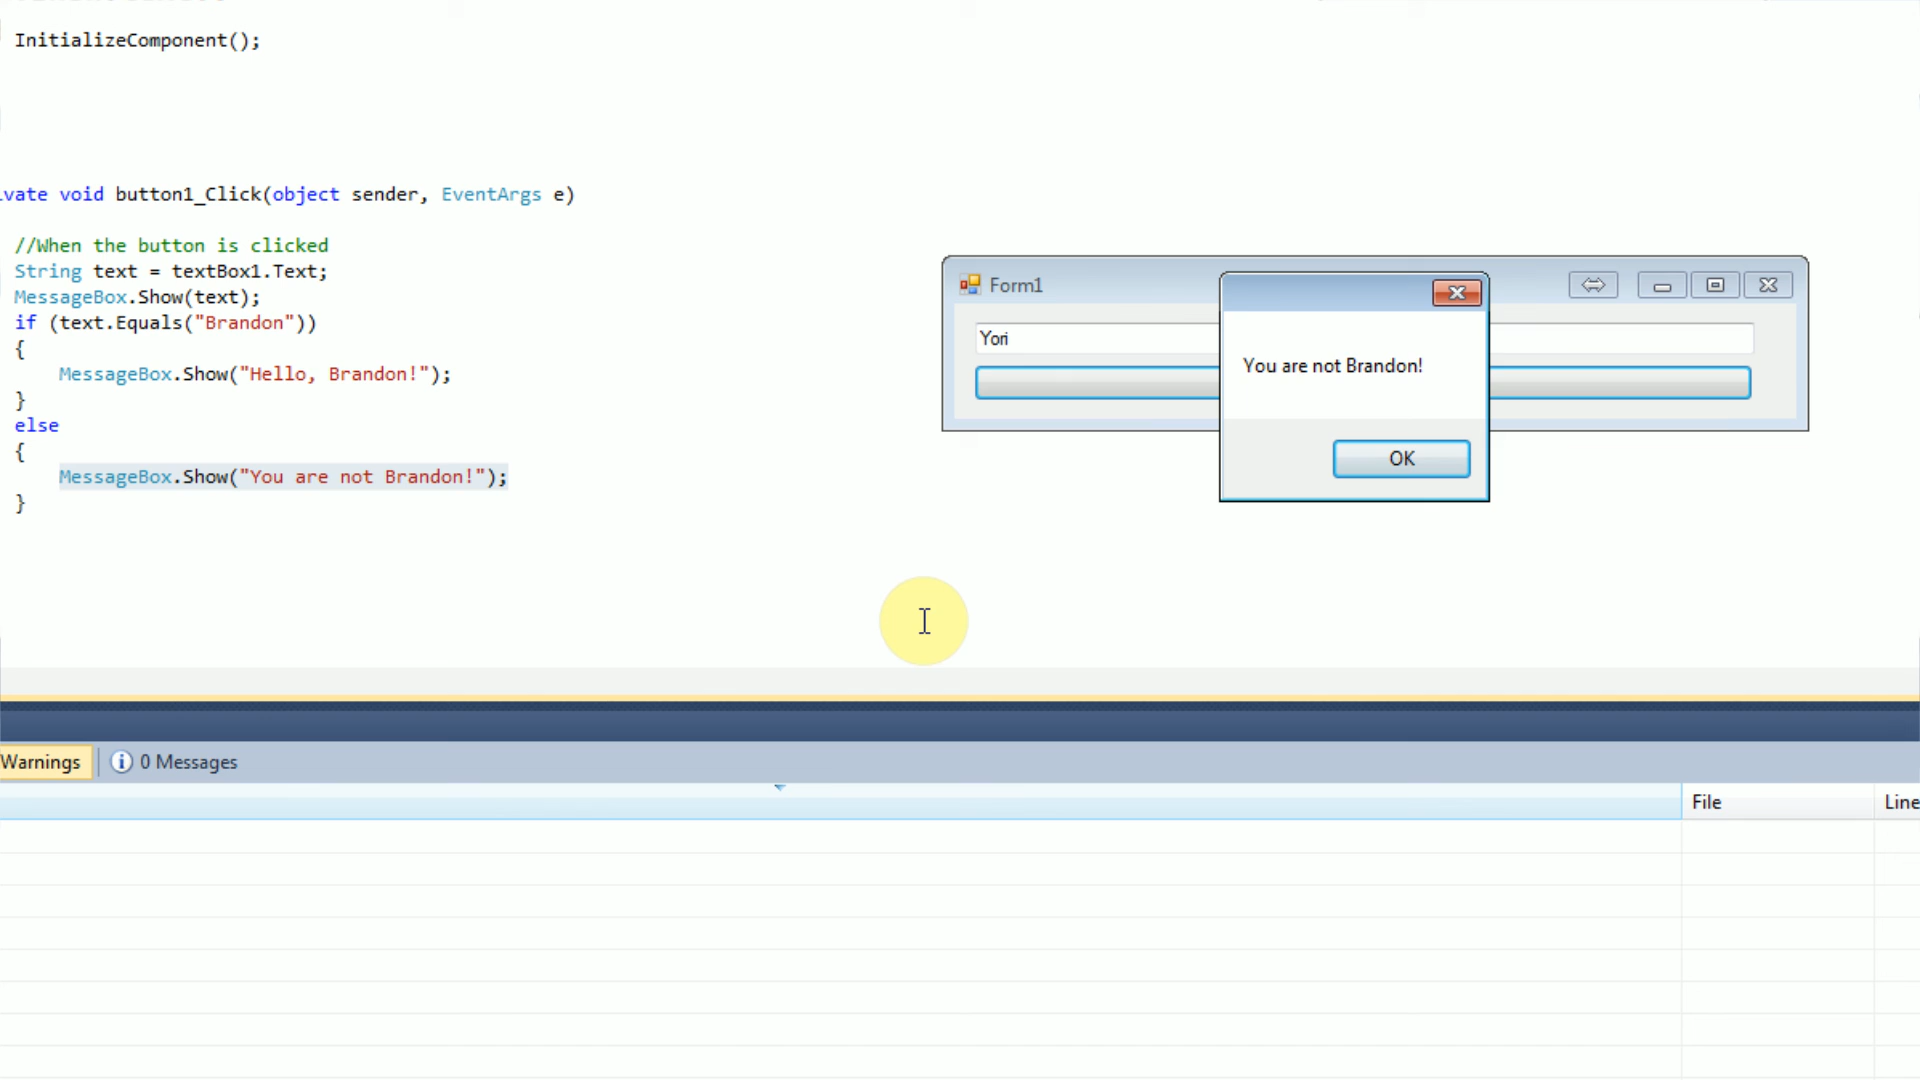 InitializeComponent();
vate void button1_Click(object sender, EventArgs e)
//When the button is clicked
String text = textBox1.Text;
MessageBox.Show(text);
if (text.Equals("Brandon"))
{
MessageBox.Show("Hello, Brandon!");
}
else
{
MessageBox.Show("You are not Brandon!");
}
Form1
Yori
You are not Brandon!
OK
Warnings
0 Messages
File
Line